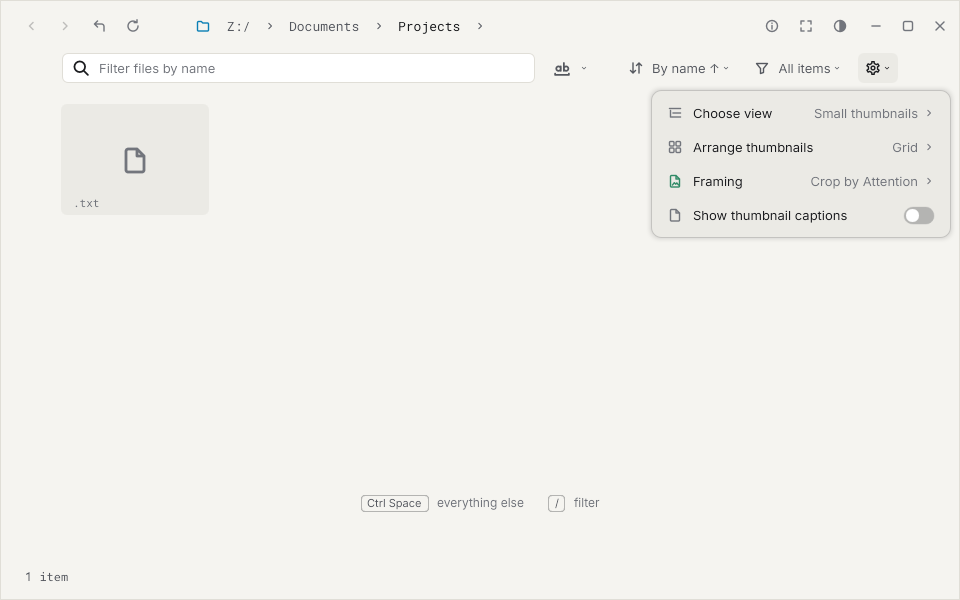 Z:/ Documents Projects
Filter files by name
ab
By name ↑
All items
Choose view Small thumbnails
Arrange thumbnails Grid
Framing Crop by Attention
Show thumbnail captions
.txt
Ctrl Space everything else / filter
1 item